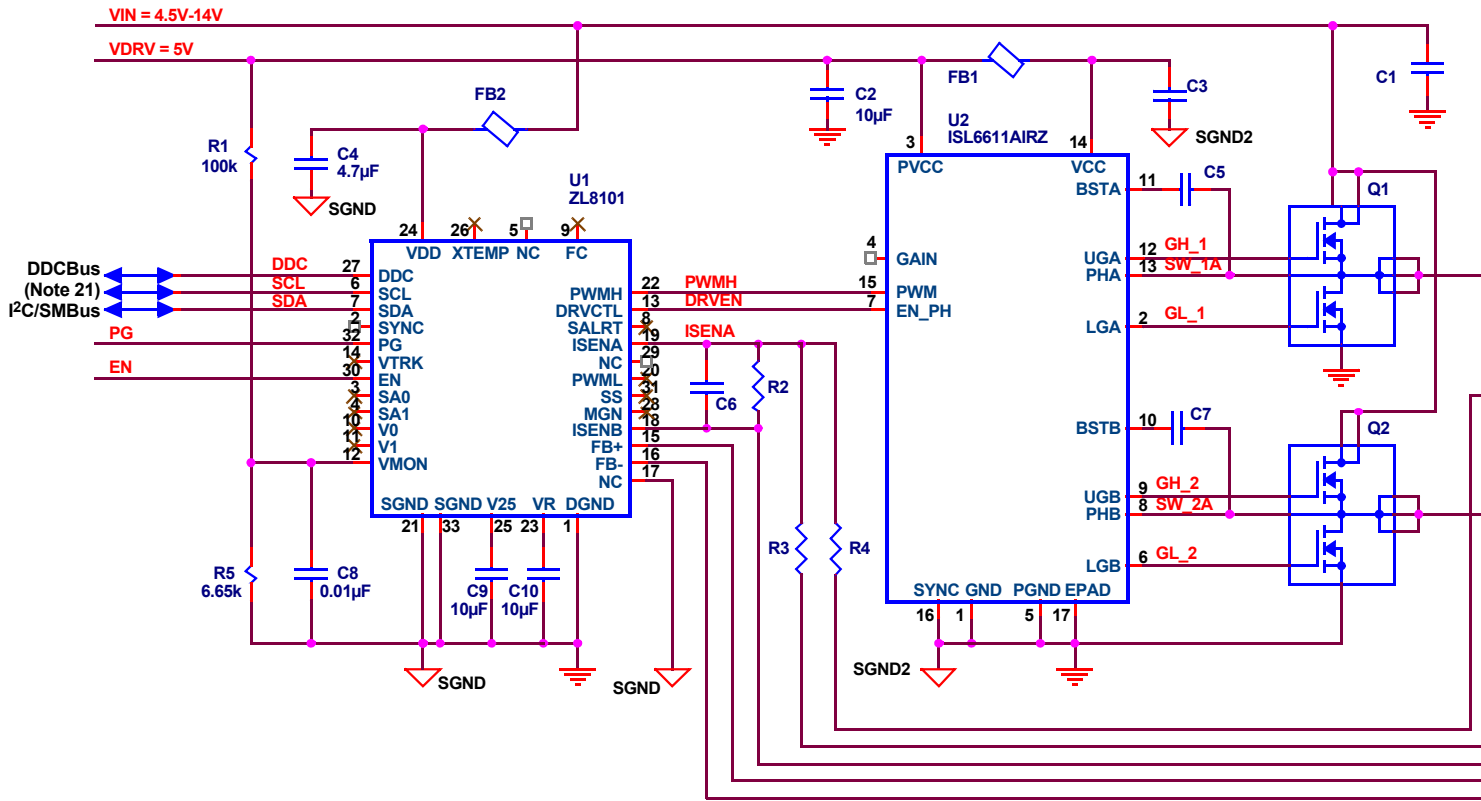 VIN = 4.5V-14V
VDRV = 5V
FB1
C1
C2
10µF
C3
FB2
U2
ISL6611AIRZ
SGND2
R1
100k
C4
4.7µF
SGND
U1
ZL8101
3
14
PVCC
VCC
11
BSTA
C5
Q1
24
26
5
9
VDD
XTEMP
NC
FC
4
GAIN
12
UGA
GH_1
13
PHA
SW_1A
DDCBus
(Note 21)
I²C/SMBus
DDC
SCL
SDA
PG
EN
27
6
7
2
32
14
30
3
4
10
11
12
DDC
SCL
SDA
SYNC
PG
VTRK
EN
SA0
SA1
V0
V1
VMON
PWMH
DRVCTL
SALRT
ISENA
NC
PWML
SS
MGN
ISENB
FB+
FB-
NC
22
13
8
19
29
20
31
28
18
15
16
17
PWMH
DRVEN
ISENA
15
PWM
7
EN_PH
LGA
2
GL_1
C6
R2
10
BSTB
C7
Q2
SGND
SGND
V25
VR
DGND
21
33
25
23
1
UGB
9
GH_2
PHB
8
SW_2A
R3
R4
LGB
6
GL_2
R5
6.65k
C8
0.01µF
C9
10µF
C10
10µF
SYNC
GND
PGND
EPAD
16
1
5
17
SGND
SGND
SGND2